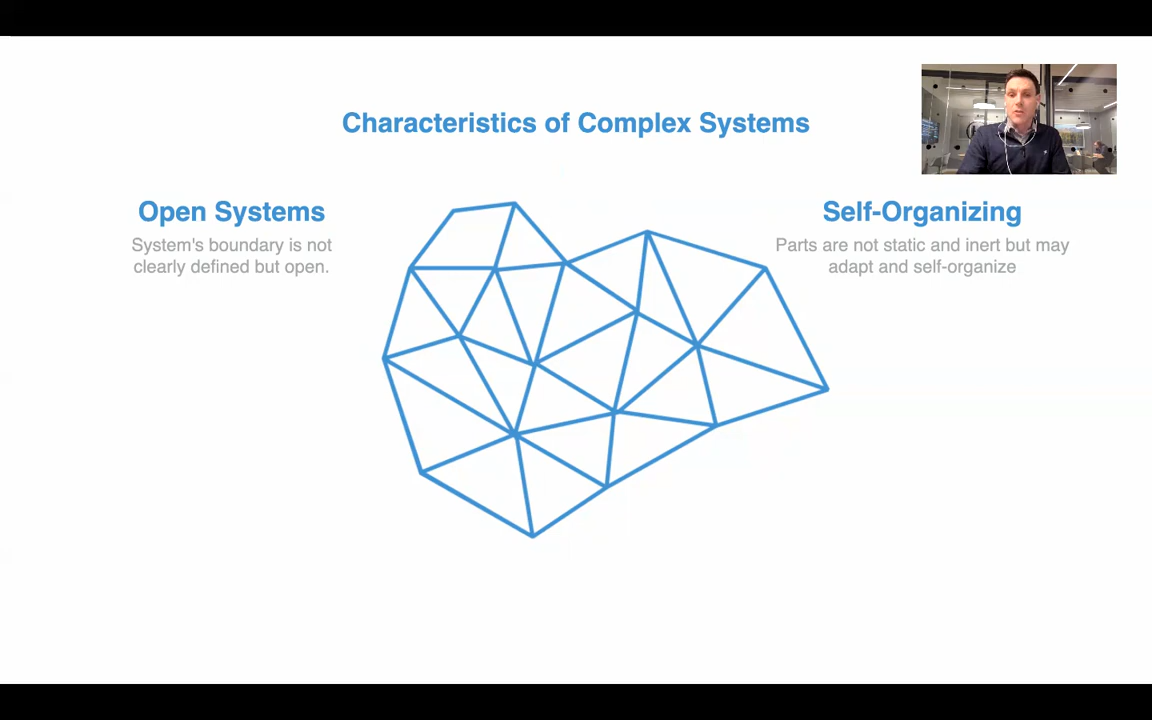 Characteristics of Complex Systems
Open Systems
System's boundary is not
clearly defined but open.
Self-Organizing
Parts are not static and inert but may
adapt and self-organize